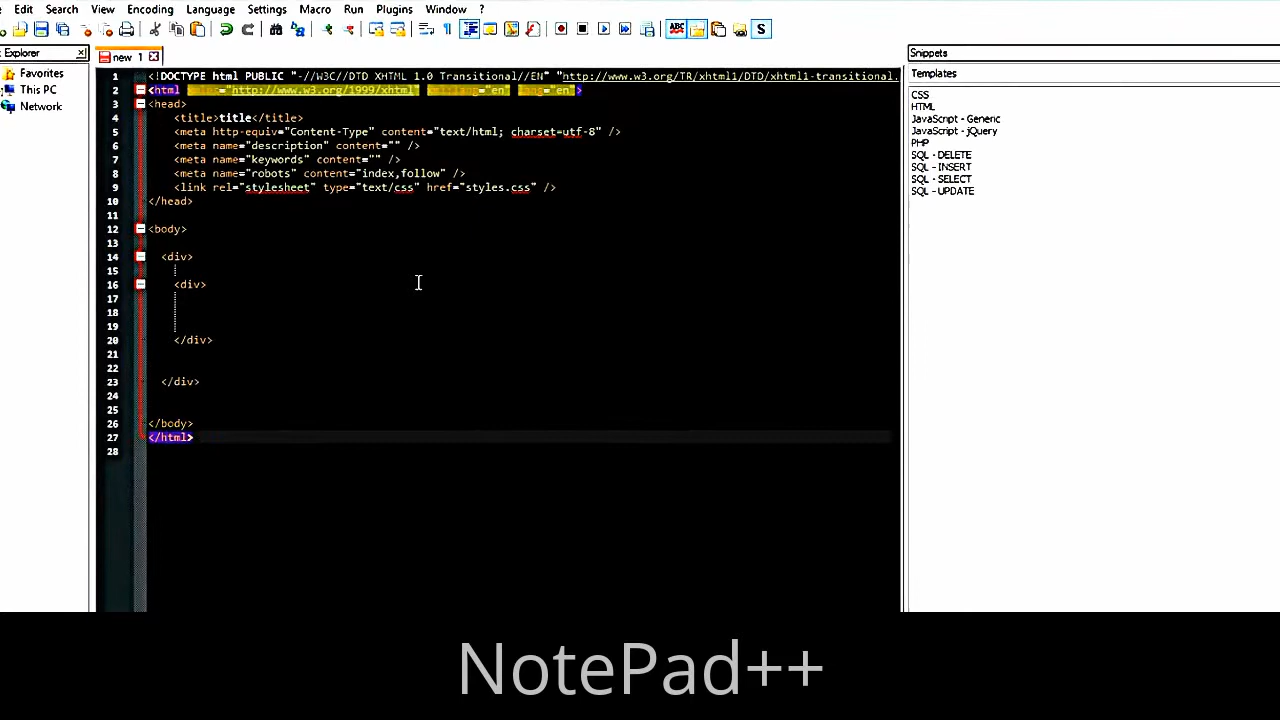 Edit Search View Encoding Language Settings Macro Run Plugins Window ?
Explorer
new 1
Snippets
Favorites
This PC
Network
1 <!DOCTYPE html PUBLIC "-//W3C//DTD XHTML 1.0 Transitional//EN" "http://www.w3.org/TR/xhtml1/DTD/xhtml1-transitional.
2 <html "http://www.w3.org/1999/xhtml" "en" "en">
3 <head>
4 <title>title</title>
5 <meta http-equiv="Content-Type" content="text/html; charset=utf-8" />
6 <meta name="description" content="" />
7 <meta name="keywords" content="" />
8 <meta name="robots" content="index,follow" />
9 <link rel="stylesheet" type="text/css" href="styles.css" />
10 </head>
11
12 <body>
13
14 <div>
15
16 <div>
17
18
19
20 </div>
21
22
23 </div>
24
25
26 </body>
27 </html>
28
Templates
CSS
HTML
JavaScript - Generic
JavaScript - jQuery
PHP
SQL - DELETE
SQL - INSERT
SQL - SELECT
SQL - UPDATE
ABC
S
NotePad++